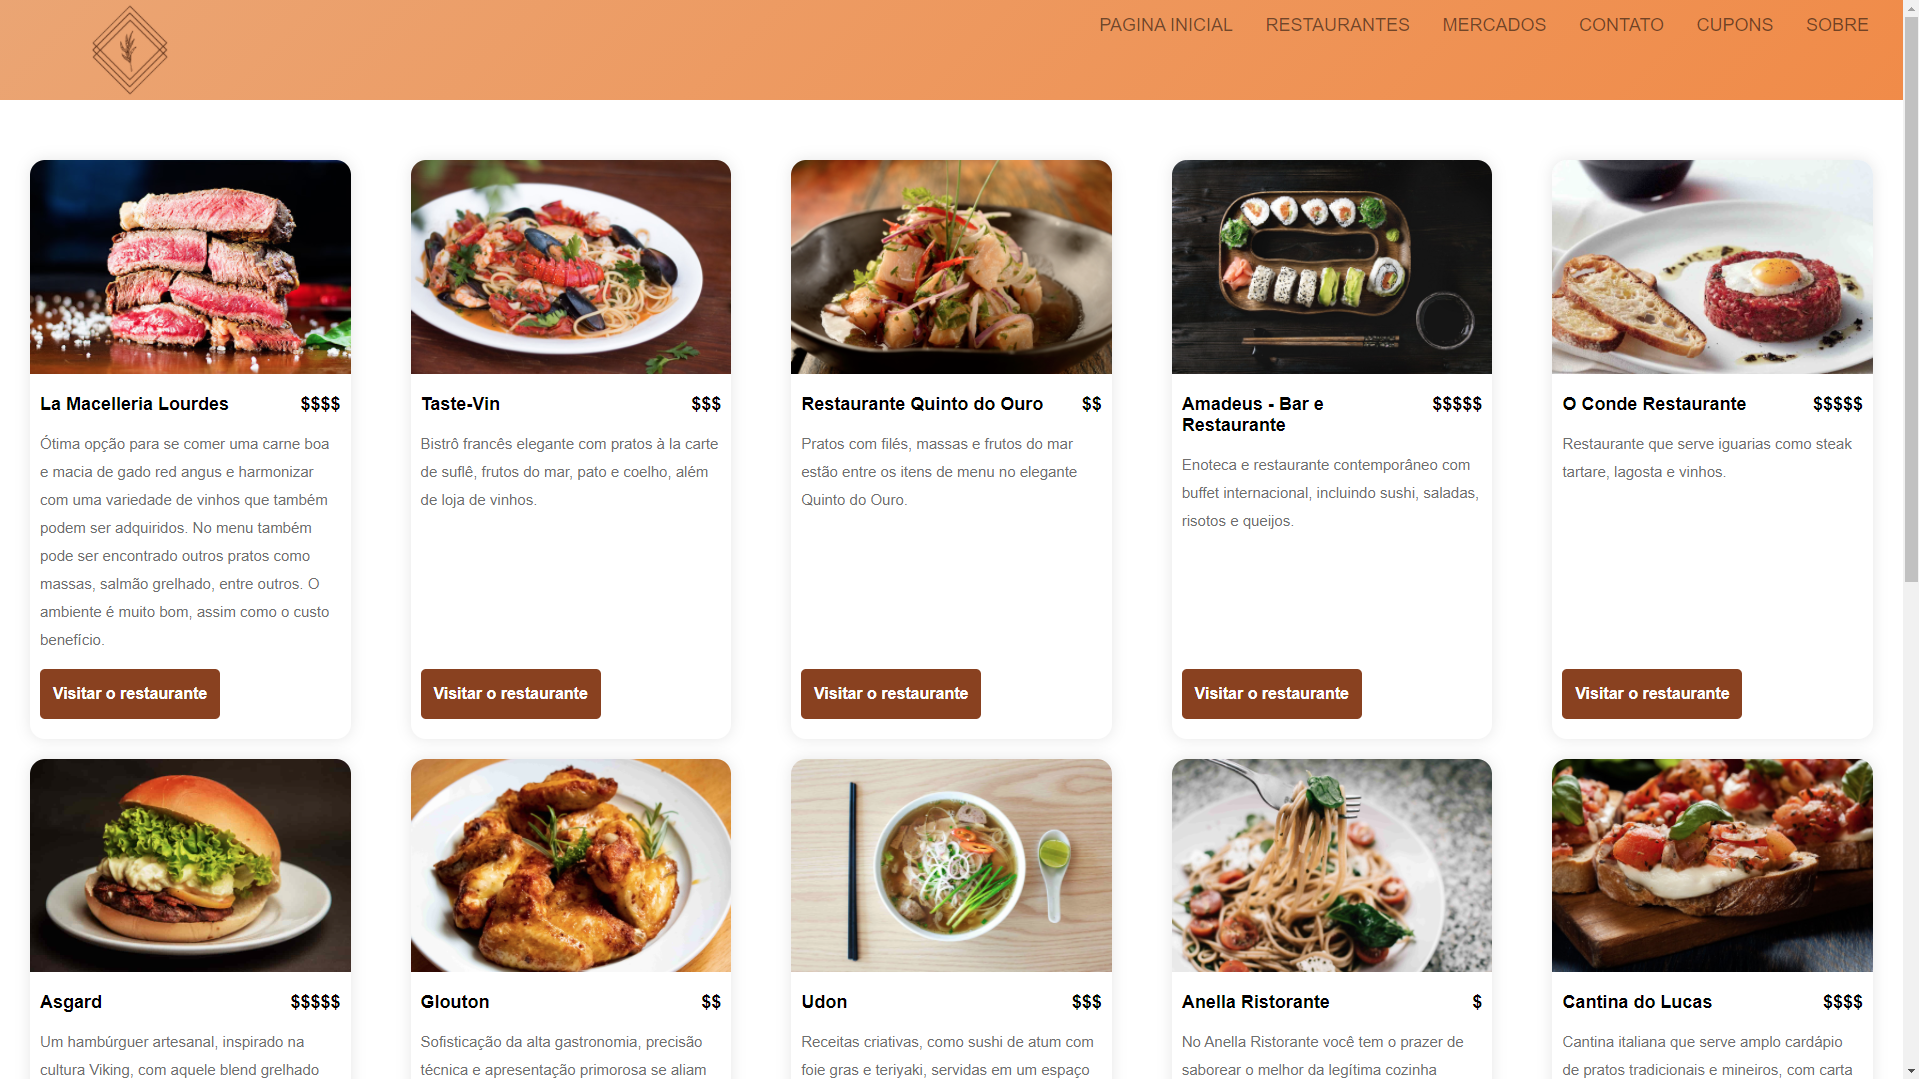 PAGINA INICIAL RESTAURANTES MERCADOS CONTATO CUPONS SOBRE
La Macelleria Lourdes $$$$
Ótima opção para se comer uma carne boa
e macia de gado red angus e harmonizar
com uma variedade de vinhos que também
podem ser adquiridos. No menu também
pode ser encontrado outros pratos como
massas, salmão grelhado, entre outros. O
ambiente é muito bom, assim como o custo
benefício.
Visitar o restaurante
Taste-Vin $$$
Bistrô francês elegante com pratos à la carte
de suflê, frutos do mar, pato e coelho, além
de loja de vinhos.
Visitar o restaurante
Restaurante Quinto do Ouro $$
Pratos com filés, massas e frutos do mar
estão entre os itens de menu no elegante
Quinto do Ouro.
Visitar o restaurante
Amadeus - Bar e $$$$$
Restaurante
Enoteca e restaurante contemporâneo com
buffet internacional, incluindo sushi, saladas,
risotos e queijos.
Visitar o restaurante
O Conde Restaurante $$$$$
Restaurante que serve iguarias como steak
tartare, lagosta e vinhos.
Visitar o restaurante
Asgard $$$$$
Um hambúrguer artesanal, inspirado na
cultura Viking, com aquele blend grelhado
Glouton $$
Sofisticação da alta gastronomia, precisão
técnica e apresentação primorosa se aliam
Udon $$$
Receitas criativas, como sushi de atum com
foie gras e teriyaki, servidas em um espaço
Anella Ristorante $
No Anella Ristorante você tem o prazer de
saborear o melhor da legítima cozinha
Cantina do Lucas $$$$
Cantina italiana que serve amplo cardápio
de pratos tradicionais e mineiros, com carta